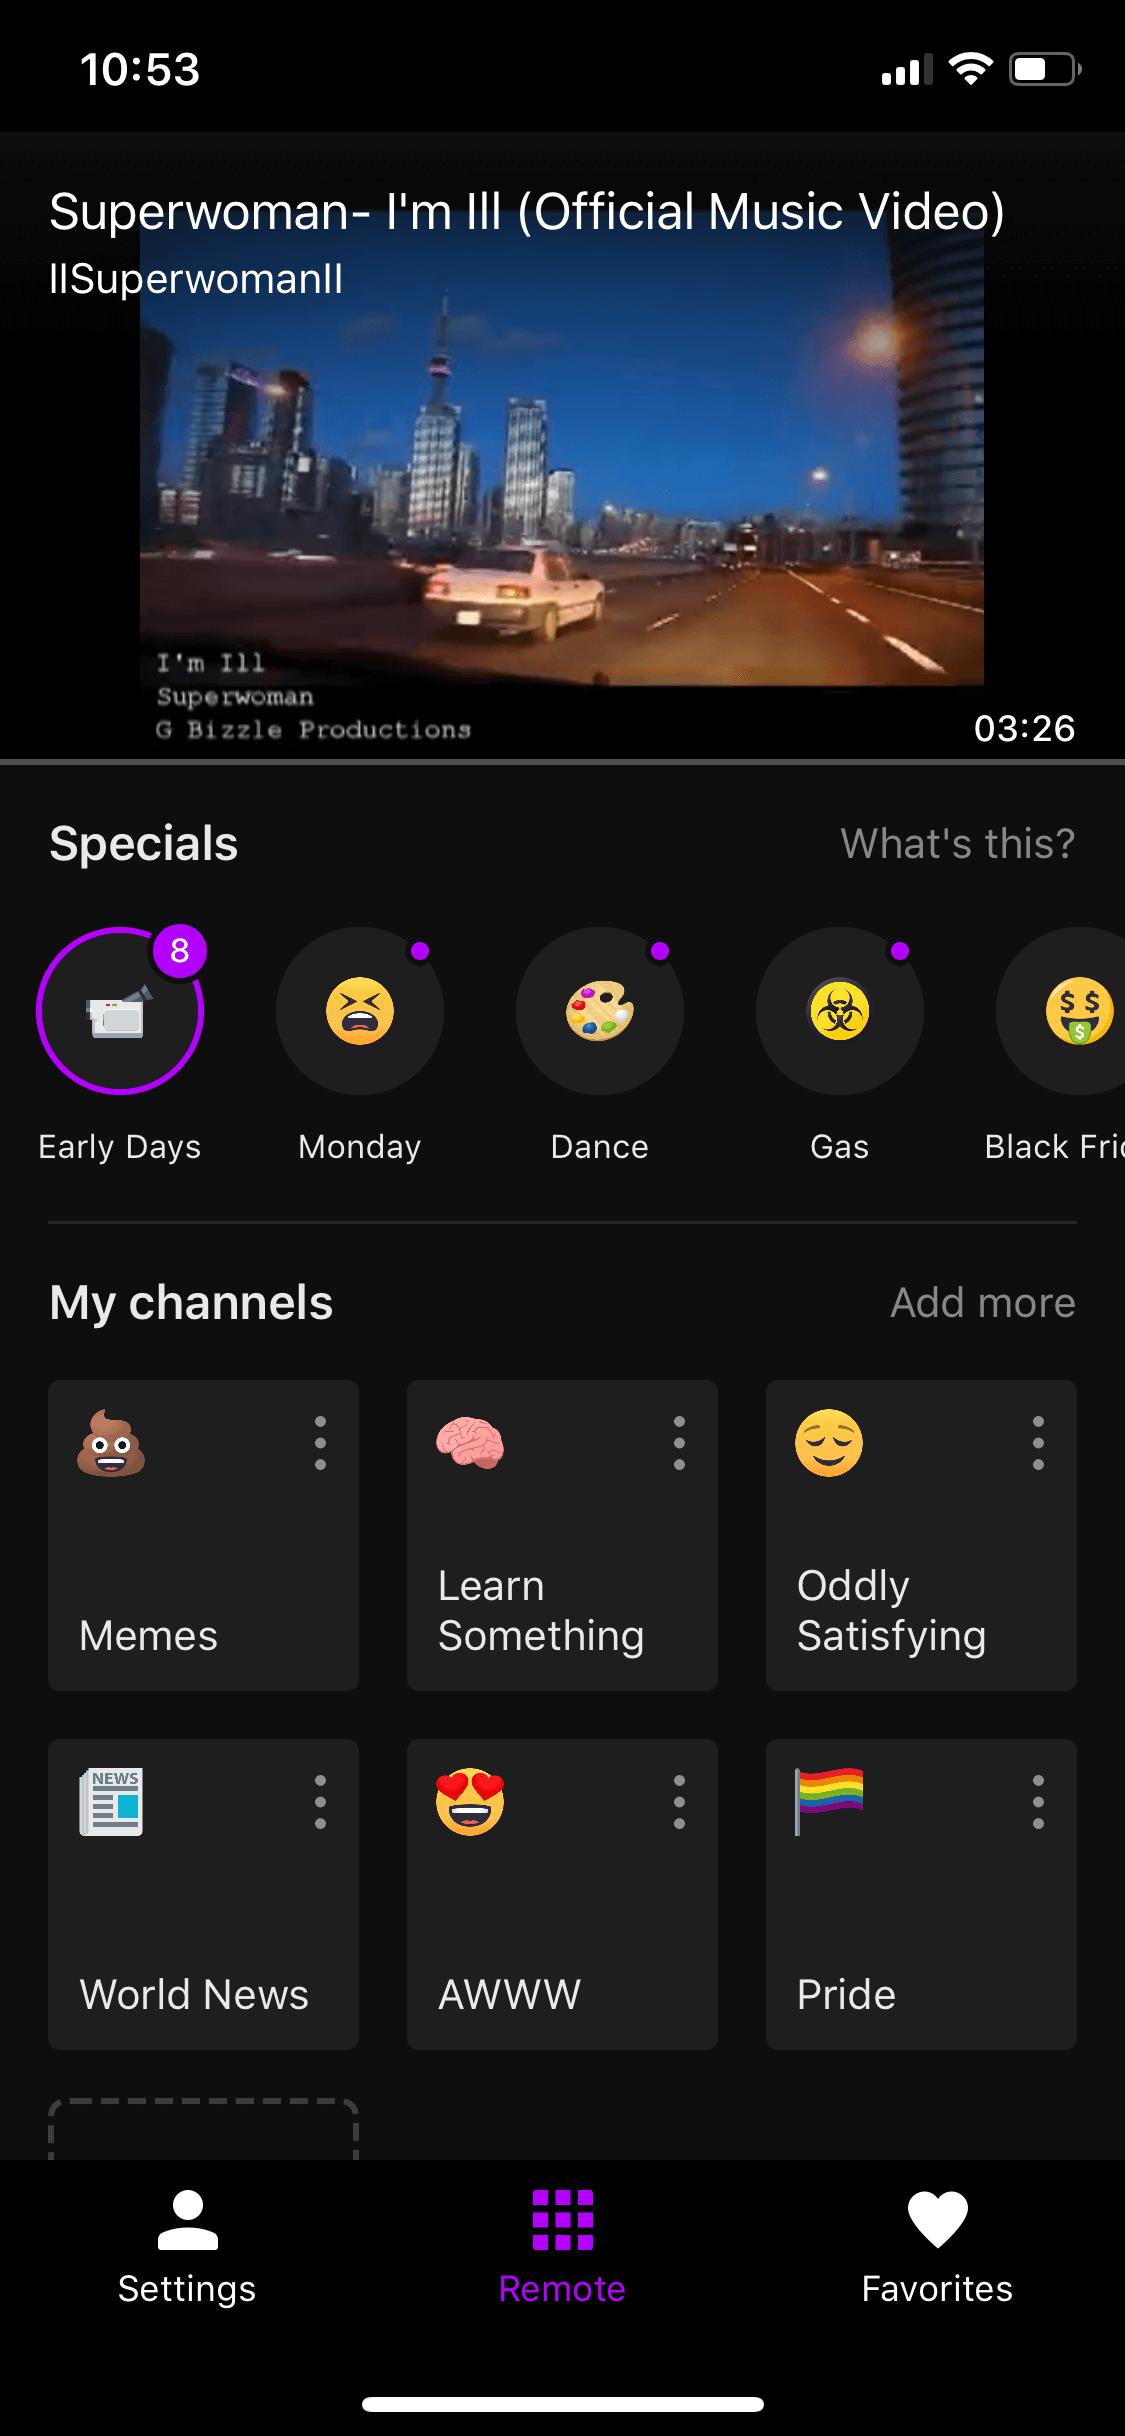 10:53
Superwoman- I'm Ill (Official Music Video)
IISuperwomanII
I'm Ill
Superwoman
G Bizzle Productions
03:26
Specials
What's this?
8
Early Days
Monday
Dance
Gas
Black Fri
My channels
Add more
Memes
Learn
Something
Oddly
Satisfying
NEWS
World News
AWWW
Pride
Settings
Remote
Favorites